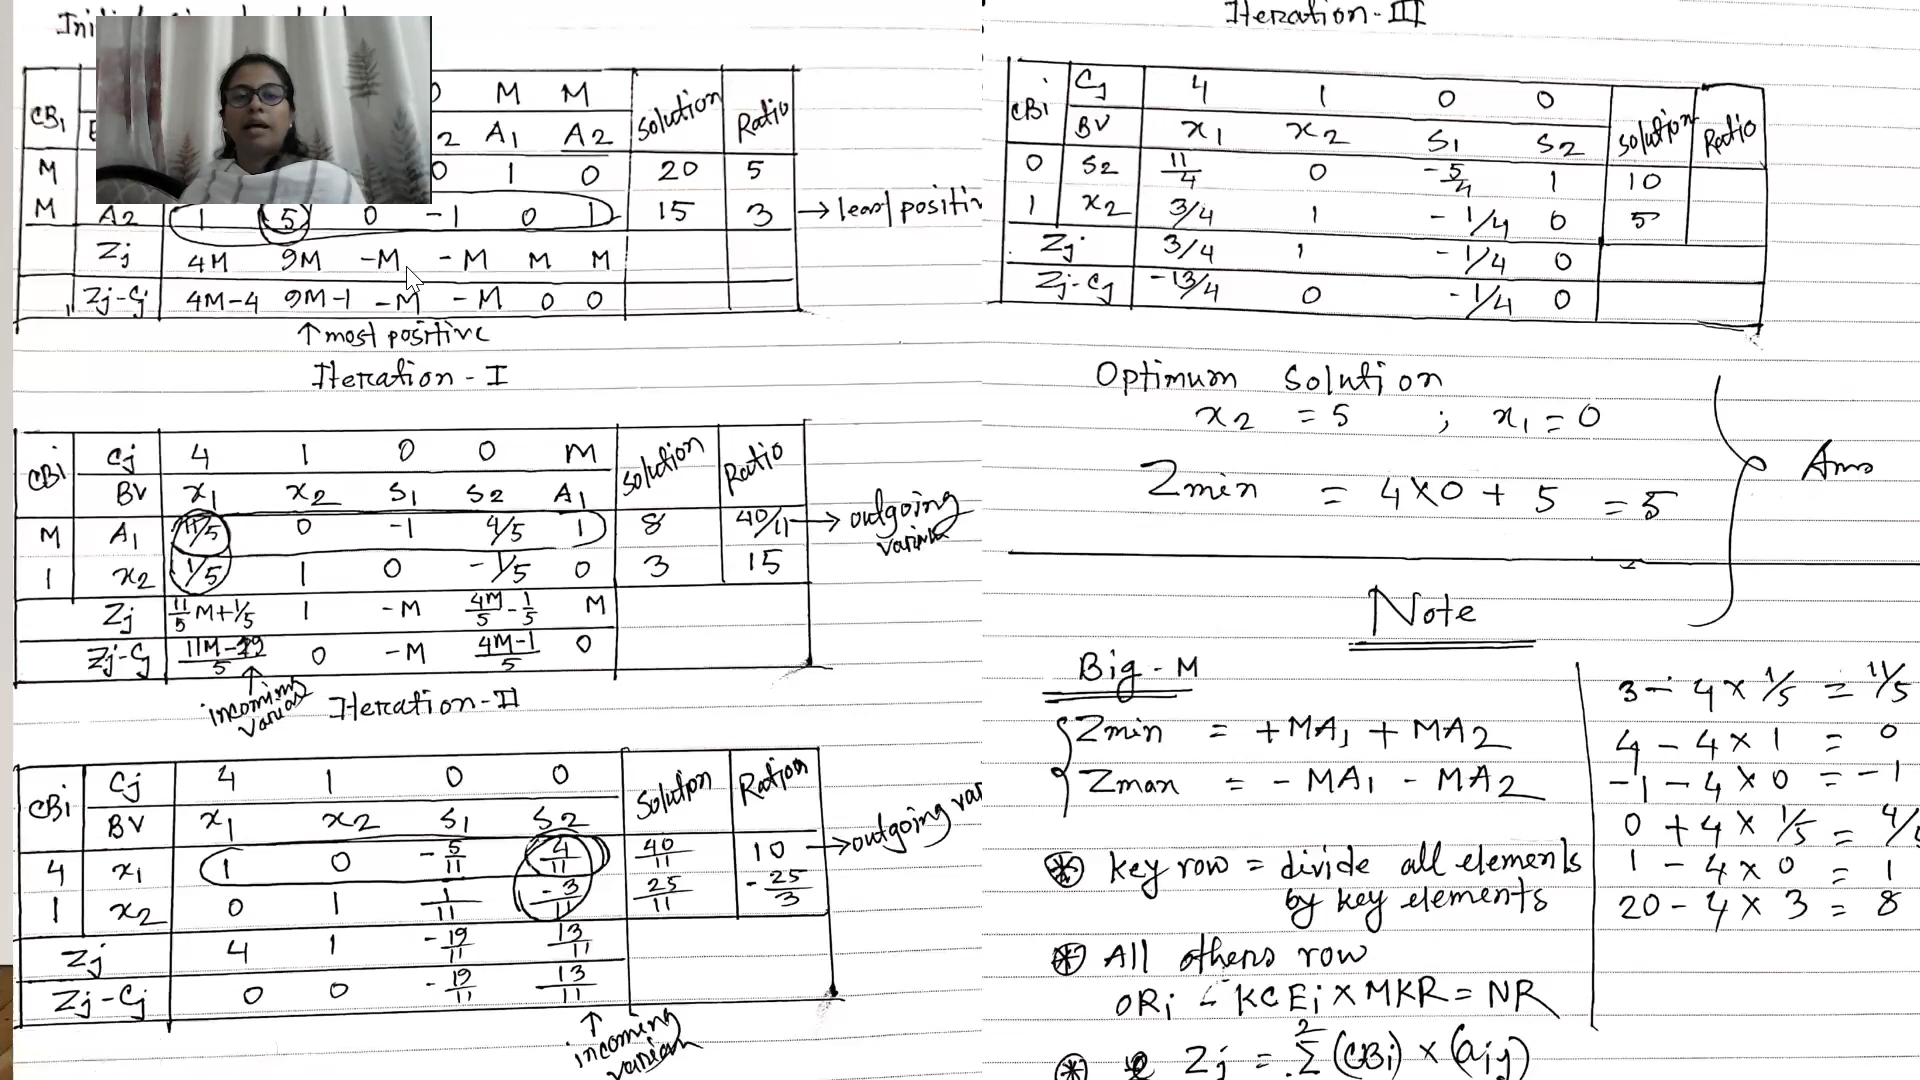 CBi M M Solution Ratio
2 A1 A2
M 0 1 0 20 5
M A2 1 5 0 -1 0 1 15 3 → least positiv
Zj 4M 9M -M -M M M
Zj-Cj 4M-4 9M-1 -M -M 0 0
↑ most positive
Iteration - I
CBi Cj 4 1 0 0 M Solution Ratio
BV x1 x2 S1 S2 A1
M A1 11/5 0 -1 4/5 1 8 40/11 → outgoing
1 x2 1/5 1 0 -1/5 0 3 15
Zj 11/5 M+1/5 1 -M 4M/5 - 1/5 M
Zj-Cj 0 -M 4M-1/5 0
↑ incoming
Iteration - II
CBi Cj 4 1 0 0 Solution Ration
BV x1 x2 S1 S2
4 x1 1 0 -5/11 4/11 40/11 10 → outgoing var
1 x2 0 1 1/11 -3/11 25/11 -25/3
Zj 4 1 -19/11 13/11
Zj-Cj 0 0 -19/11 13/11
↑ incoming
Iteration - III
CBi Cj 4 1 0 0 Solution Ratio
BV x1 x2 S1 S2
0 S2 11/4 0 -5/4 1 10
1 x2 3/4 1 -1/4 0 5
Zj 3/4 1 -1/4 0
Zj-Cj -13/4 0 -1/4 0
Optimum Solution
x2 = 5 ; x1 = 0
Zmin = 4×0 + 5 = 5
Ans
Note
Big - M
Zmin = +MA1 + MA2
Zmax = - MA1 - MA2
key row = divide all elements
by key elements
All others row
ORi - KCEi × MKR = NR
Zj = 2 Σ (CBi) × (aij)
3 - 4 × 1/5 = 11/5
4 - 4 × 1 = 0
-1 - 4 × 0 = -1
0 + 4 × 1/5 = 4/5
1 - 4 × 0 = 1
20 - 4 × 3 = 8